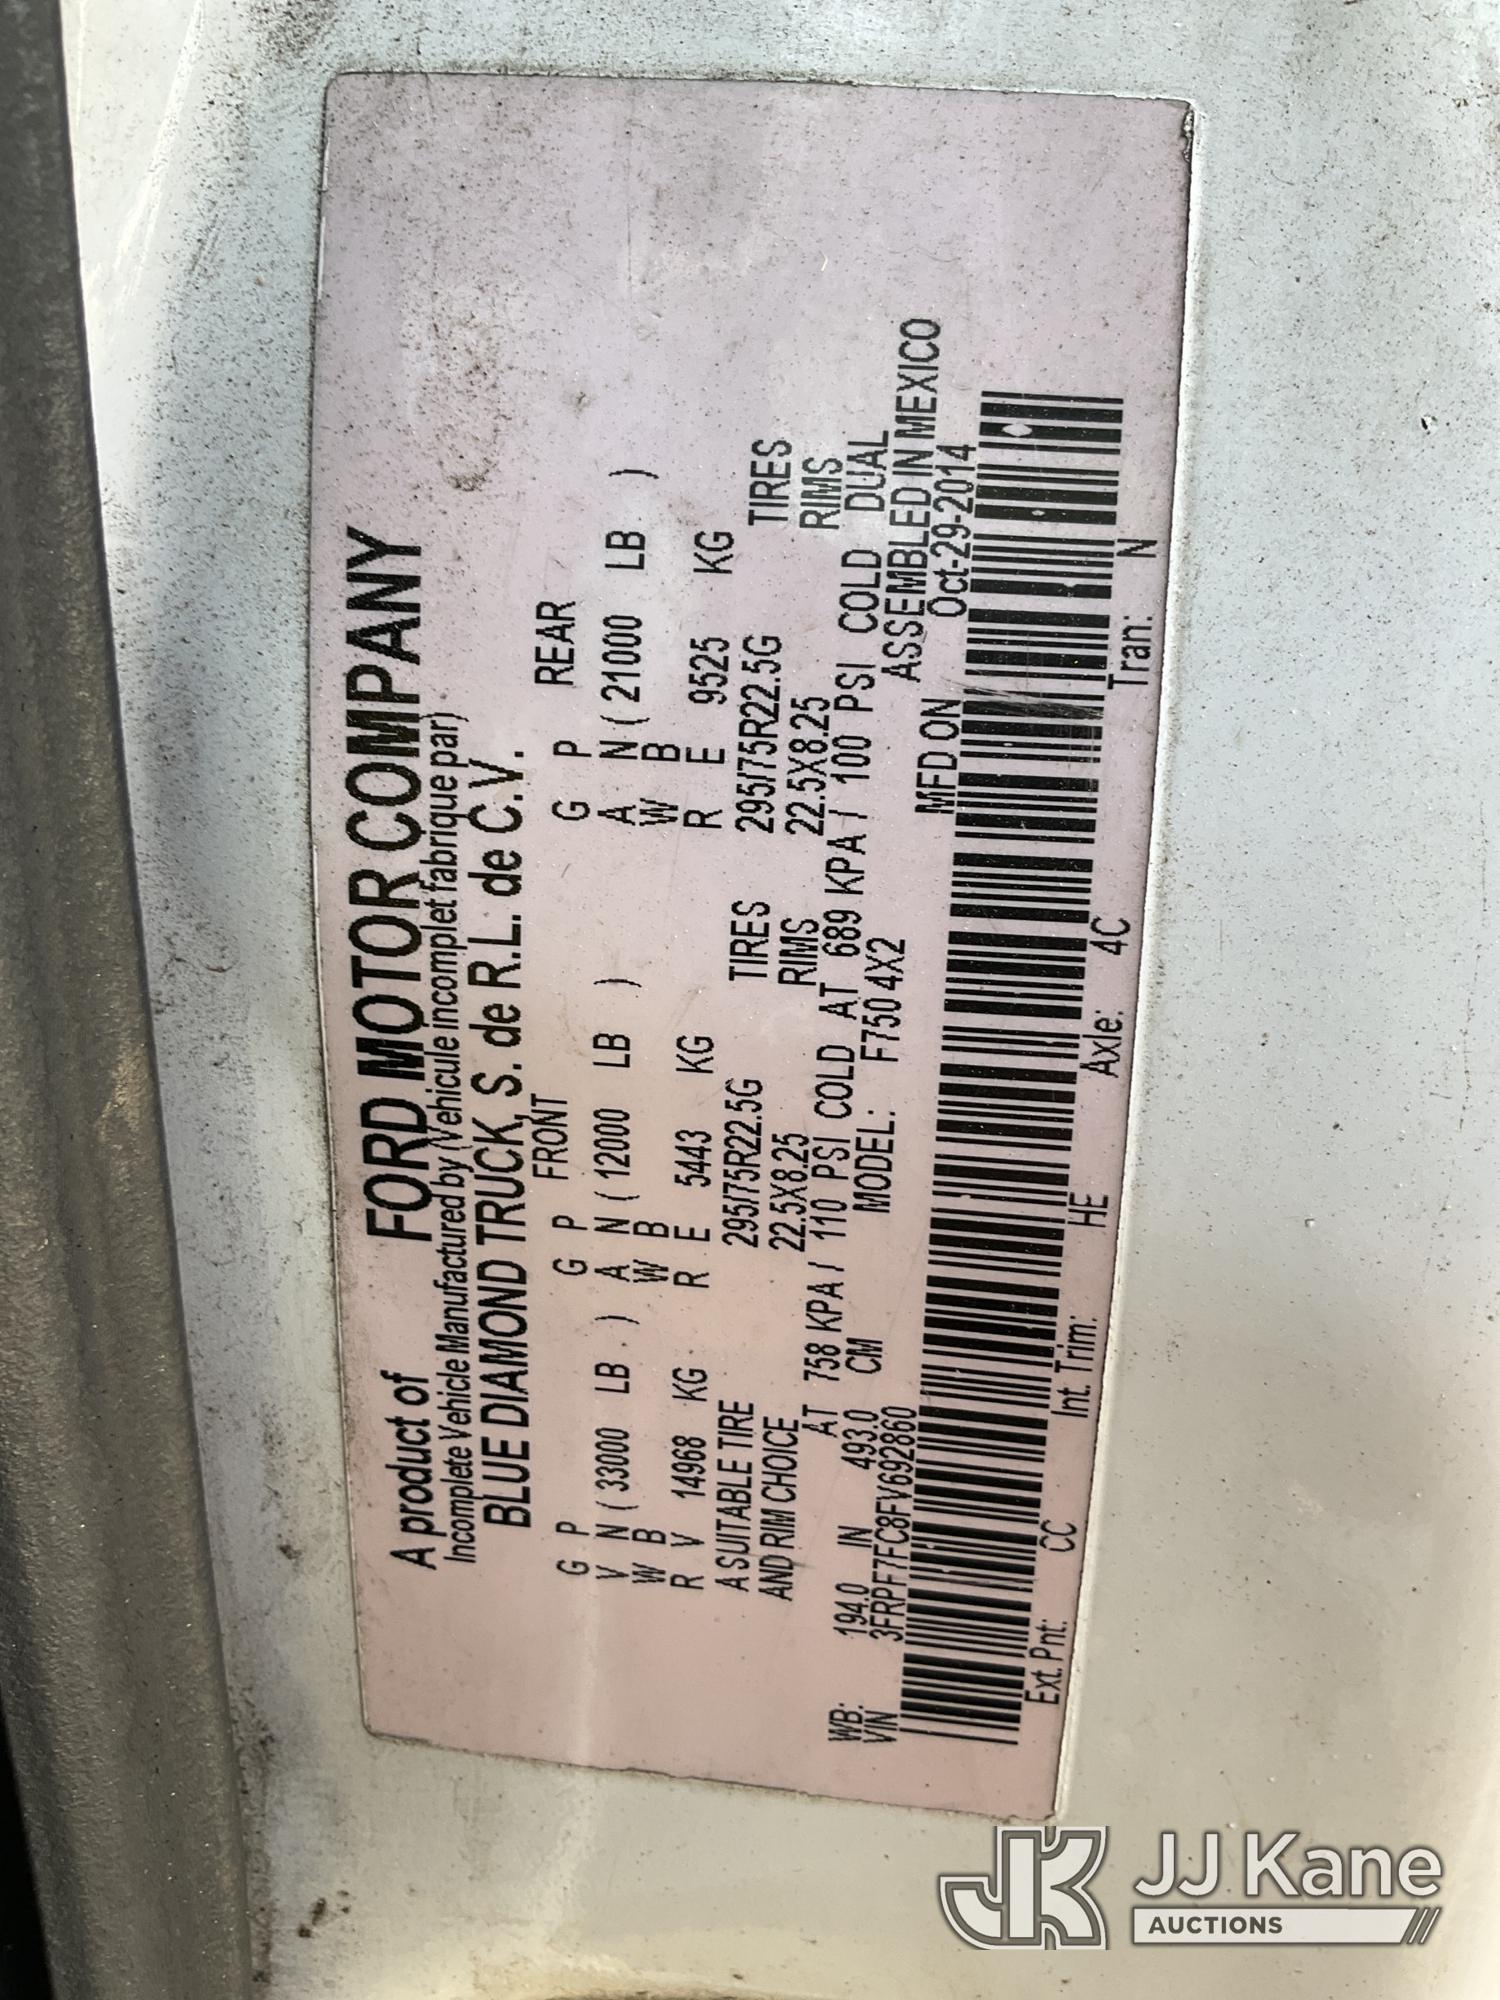 A product of FORD MOTOR COMPANY
Incomplete Vehicle Manufactured by (Vehicule incomplet fabrique par)
BLUE DIAMOND TRUCK, S. de R.L. de C.V.
FRONT REAR
G P G P G P
V N ( 33000 LB. ) A N ( 12000 LB ) A N ( 21000 LB )
W B W B W B
R V 14968 KG R E 5443 KG R E 9525 KG
A SUITABLE TIRE 295/75R22.5G TIRES 295/75R22.5G TIRES
AND RIM CHOICE 22.5X8.25 RIMS 22.5X8.25 RIMS
AT 758 KPA / 110 PSI COLD AT 689 KPA / 100 PSI COLD DUAL
WB: 194.0 IN 493.0 CM MODEL: F750 4X2 ASSEMBLED IN MEXICO
VIN 3FRPF7FC8FV692860 MFD ON Oct-29-2014
Ext. Pnt: CC Int. Trim: HE Axle: 4C Tran: N
JK JJ Kane
AUCTIONS